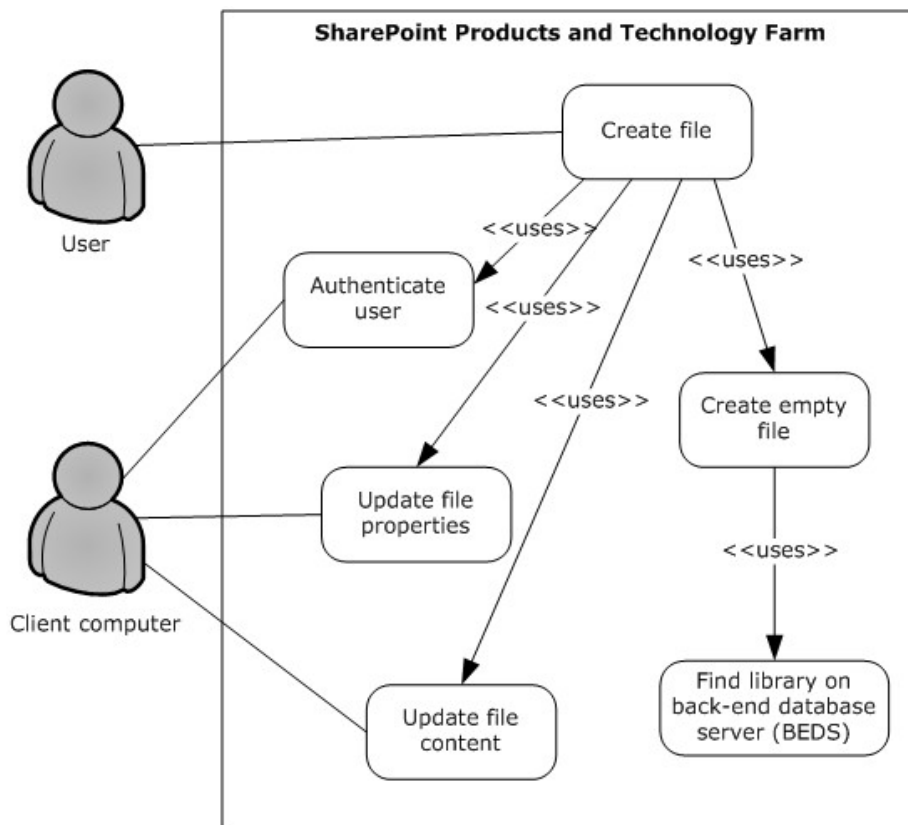 SharePoint Products and Technology Farm
Create file
User
<<uses>>
<<uses>>
Authenticate
user
<<uses>>
<<uses>>
Create empty
file
Update file
properties
<<uses>>
Client computer
Find library on
back-end database
server (BEDS)
Update file
content